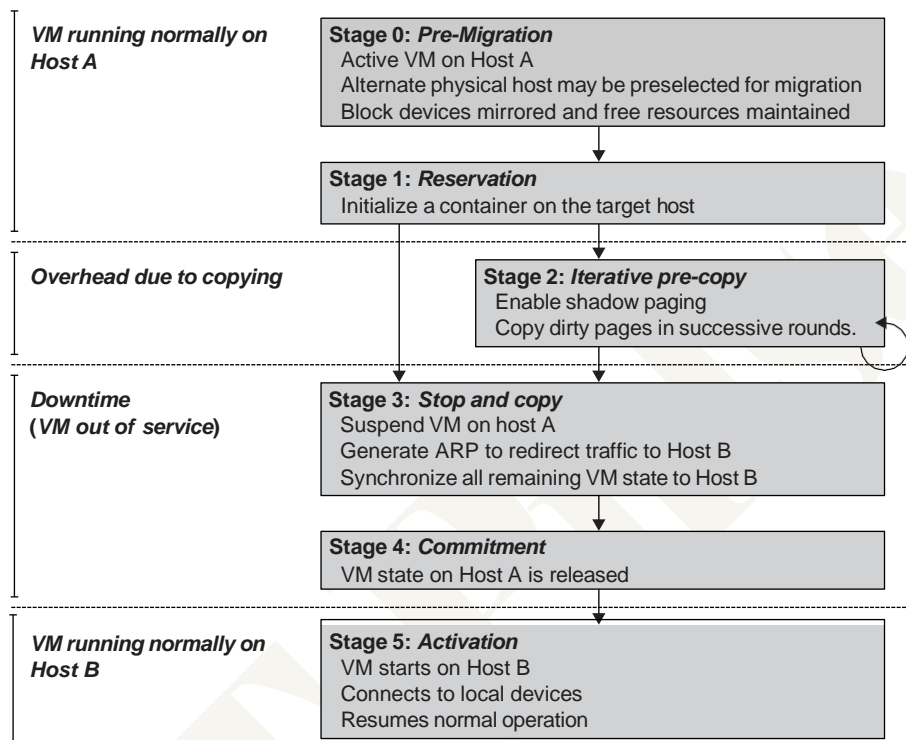 VM running normally on
Host A
Stage 0: Pre-Migration
Active VM on Host A
Alternate physical host may be preselected for migration
Block devices mirrored and free resources maintained
Stage 1: Reservation
Initialize a container on the target host
Overhead due to copying
Stage 2: Iterative pre-copy
Enable shadow paging
Copy dirty pages in successive rounds.
Downtime
(VM out of service)
Stage 3: Stop and copy
Suspend VM on host A
Generate ARP to redirect traffic to Host B
Synchronize all remaining VM state to Host B
Stage 4: Commitment
VM state on Host A is released
VM running normally on
Host B
Stage 5: Activation
VM starts on Host B
Connects to local devices
Resumes normal operation